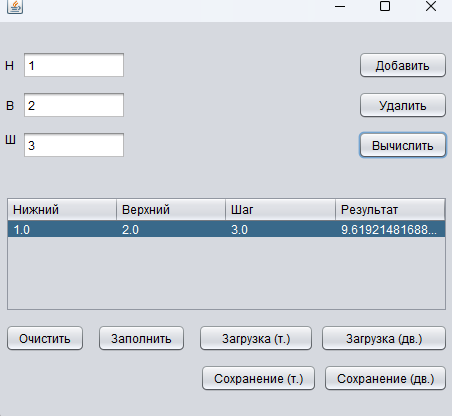 Н 1 Добавить
В 2 Удалить
Ш 3 Вычислить
Нижний Верхний Шаг Результат
1.0 2.0 3.0 9.61921481688...
Очистить Заполнить Загрузка (т.) Загрузка (дв.)
Сохранение (т.) Сохранение (дв.)